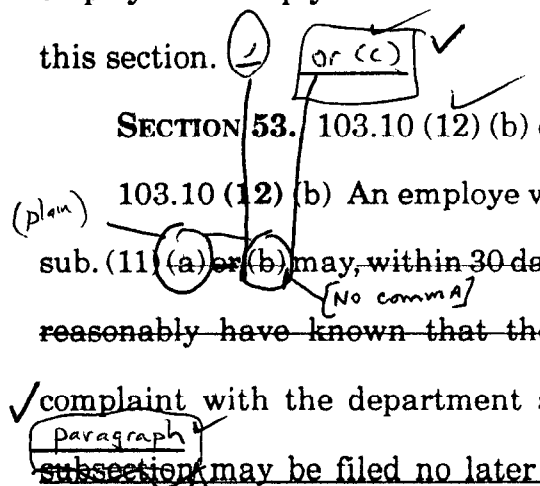 this section. , or (c)
SECTION 53. 103.10 (12) (b)
103.10 (12) (b) An employe
(plain)
sub. (11) (a) or (b) may, within 30 da
[No comma]
reasonably have known that the
complaint with the department
paragraph
subsection may be filed no later